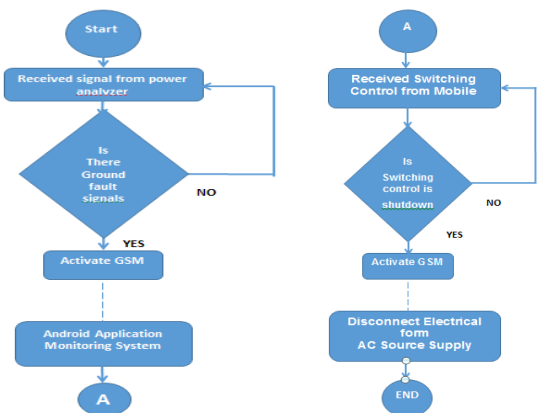 Start
Received signal from power
analyzer
Is
There
Ground
fault
signals
NO
YES
Activate GSM
Android Application
Monitoring System
A
A
Received Switching
Control from Mobile
Is
Switching
control is
shutdown
NO
YES
Activate GSM
Disconnect Electrical
form
AC Source Supply
END